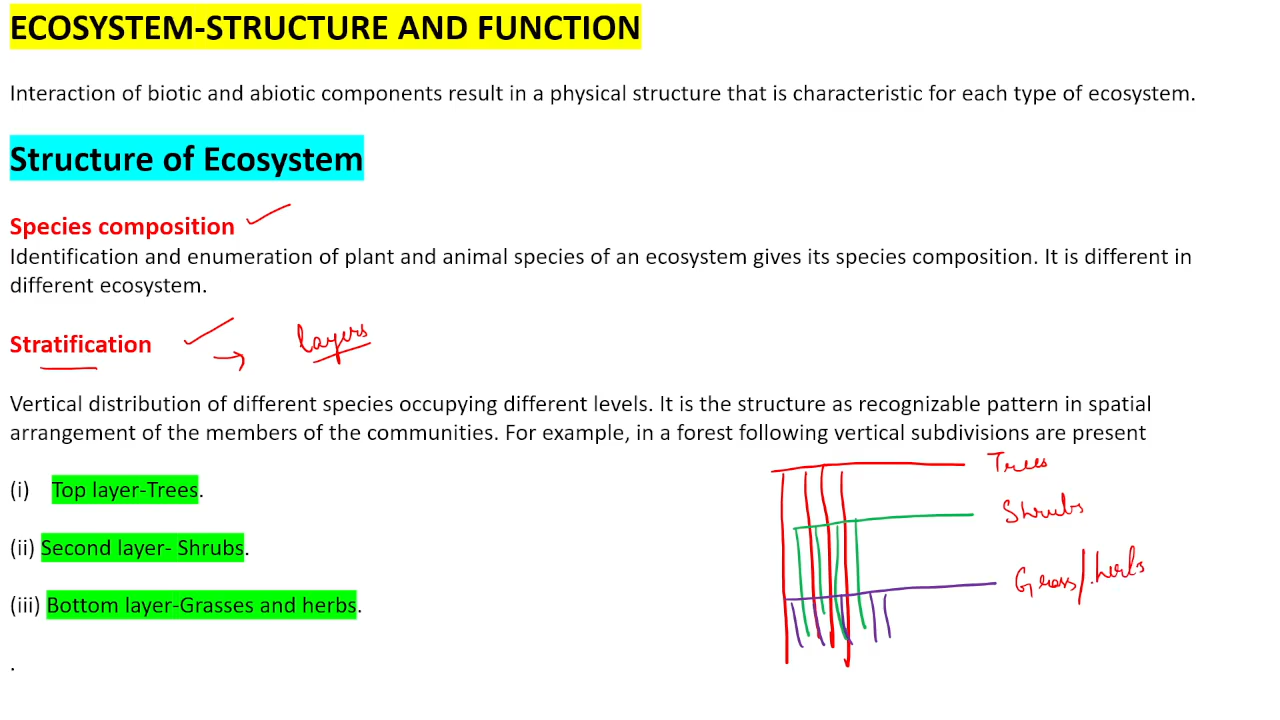 ECOSYSTEM-STRUCTURE AND FUNCTION
Interaction of biotic and abiotic components result in a physical structure that is characteristic for each type of ecosystem.
Structure of Ecosystem
Species composition
Identification and enumeration of plant and animal species of an ecosystem gives its species composition. It is different in
different ecosystem.
Stratification
layers
Vertical distribution of different species occupying different levels. It is the structure as recognizable pattern in spatial
arrangement of the members of the communities. For example, in a forest following vertical subdivisions are present
Trees
(i) Top layer-Trees.
Shrubs
(ii) Second layer- Shrubs.
Grass/herbs
(iii) Bottom layer-Grasses and herbs.
.